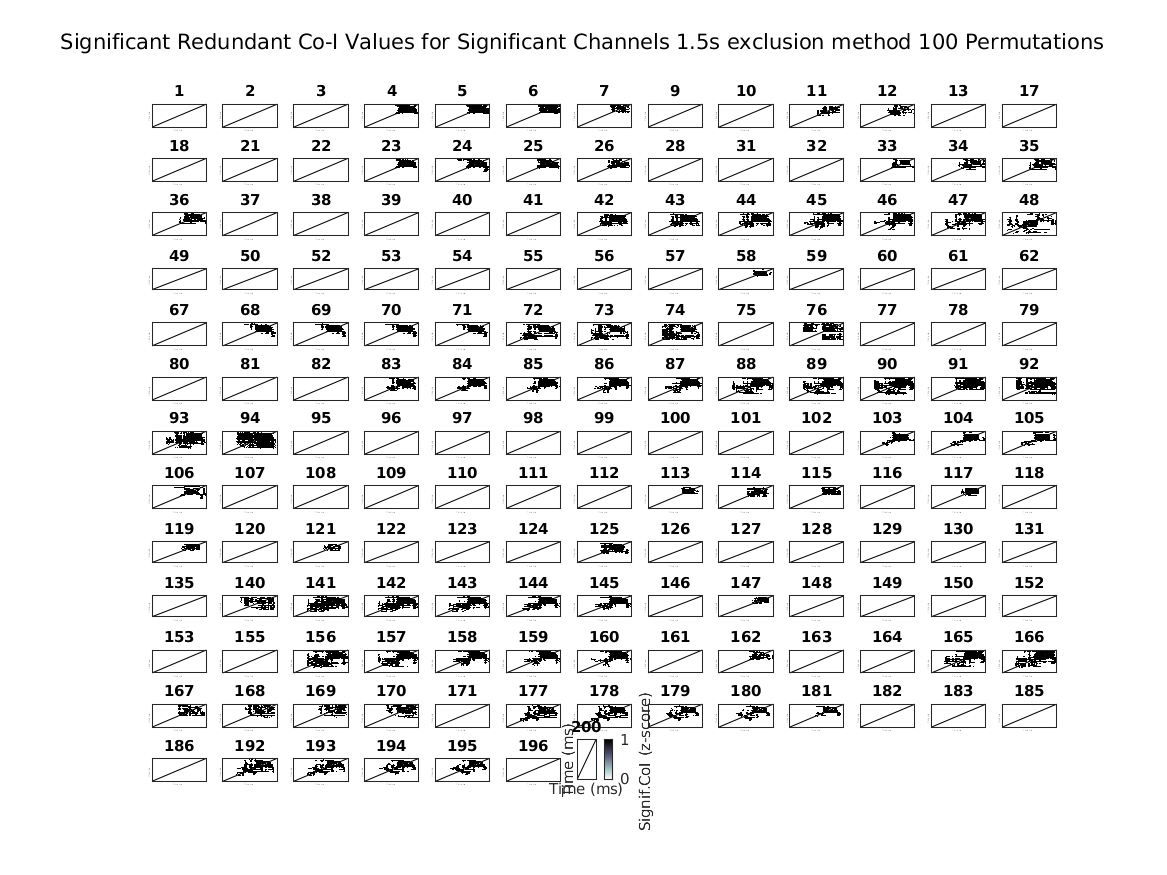 Significant Redundant Co-I Values for Significant Channels 1.5s exclusion method 100 Permutations
1 2 3 4 5 6 7 9 10 11 12 13 17
18 21 22 23 24 25 26 28 31 32 33 34 35
36 37 38 39 40 41 42 43 44 45 46 47 48
49 50 52 53 54 55 56 57 58 59 60 61 62
67 68 69 70 71 72 73 74 75 76 77 78 79
80 81 82 83 84 85 86 87 88 89 90 91 92
93 94 95 96 97 98 99 100 101 102 103 104 105
106 107 108 109 110 111 112 113 114 115 116 117 118
119 120 121 122 123 124 125 126 127 128 129 130 131
135 140 141 142 143 144 145 146 147 148 149 150 152
153 155 156 157 158 159 160 161 162 163 164 165 166
167 168 169 170 171 177 178 179 180 181 182 183 185
186 192 193 194 195 196 200
Time (ms)
1
0
Time (ms)
Signif.CoI (z-score)